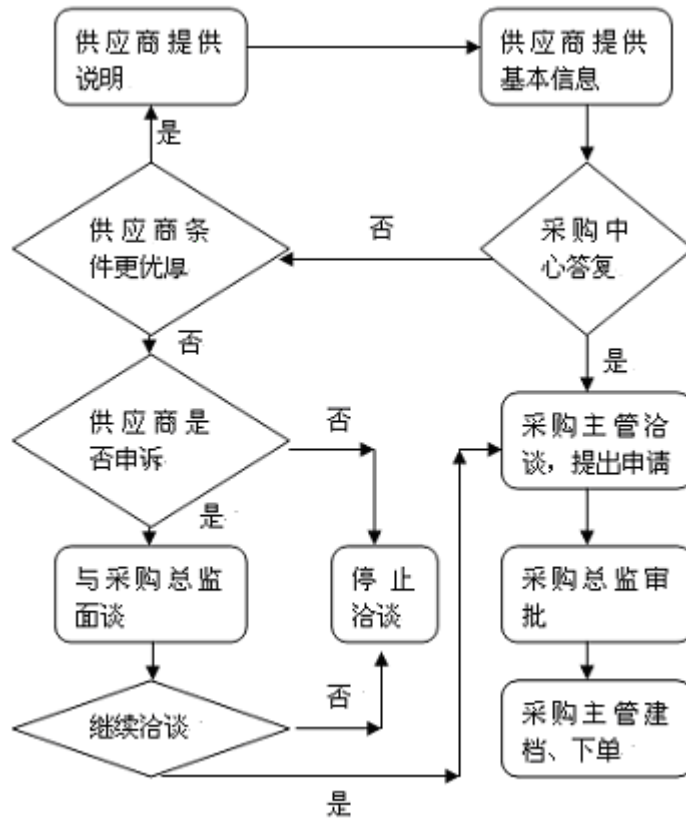 供应商提供
说明
供应商提供
基本信息
是
供应商条
件更优厚
否
采购中
心答复
否
是
供应商是
否申诉
否
采购主管洽
谈，提出申请
是
与采购总监
面谈
停止
洽谈
采购总监审
批
继续洽谈
否
采购主管建
档、下单
是